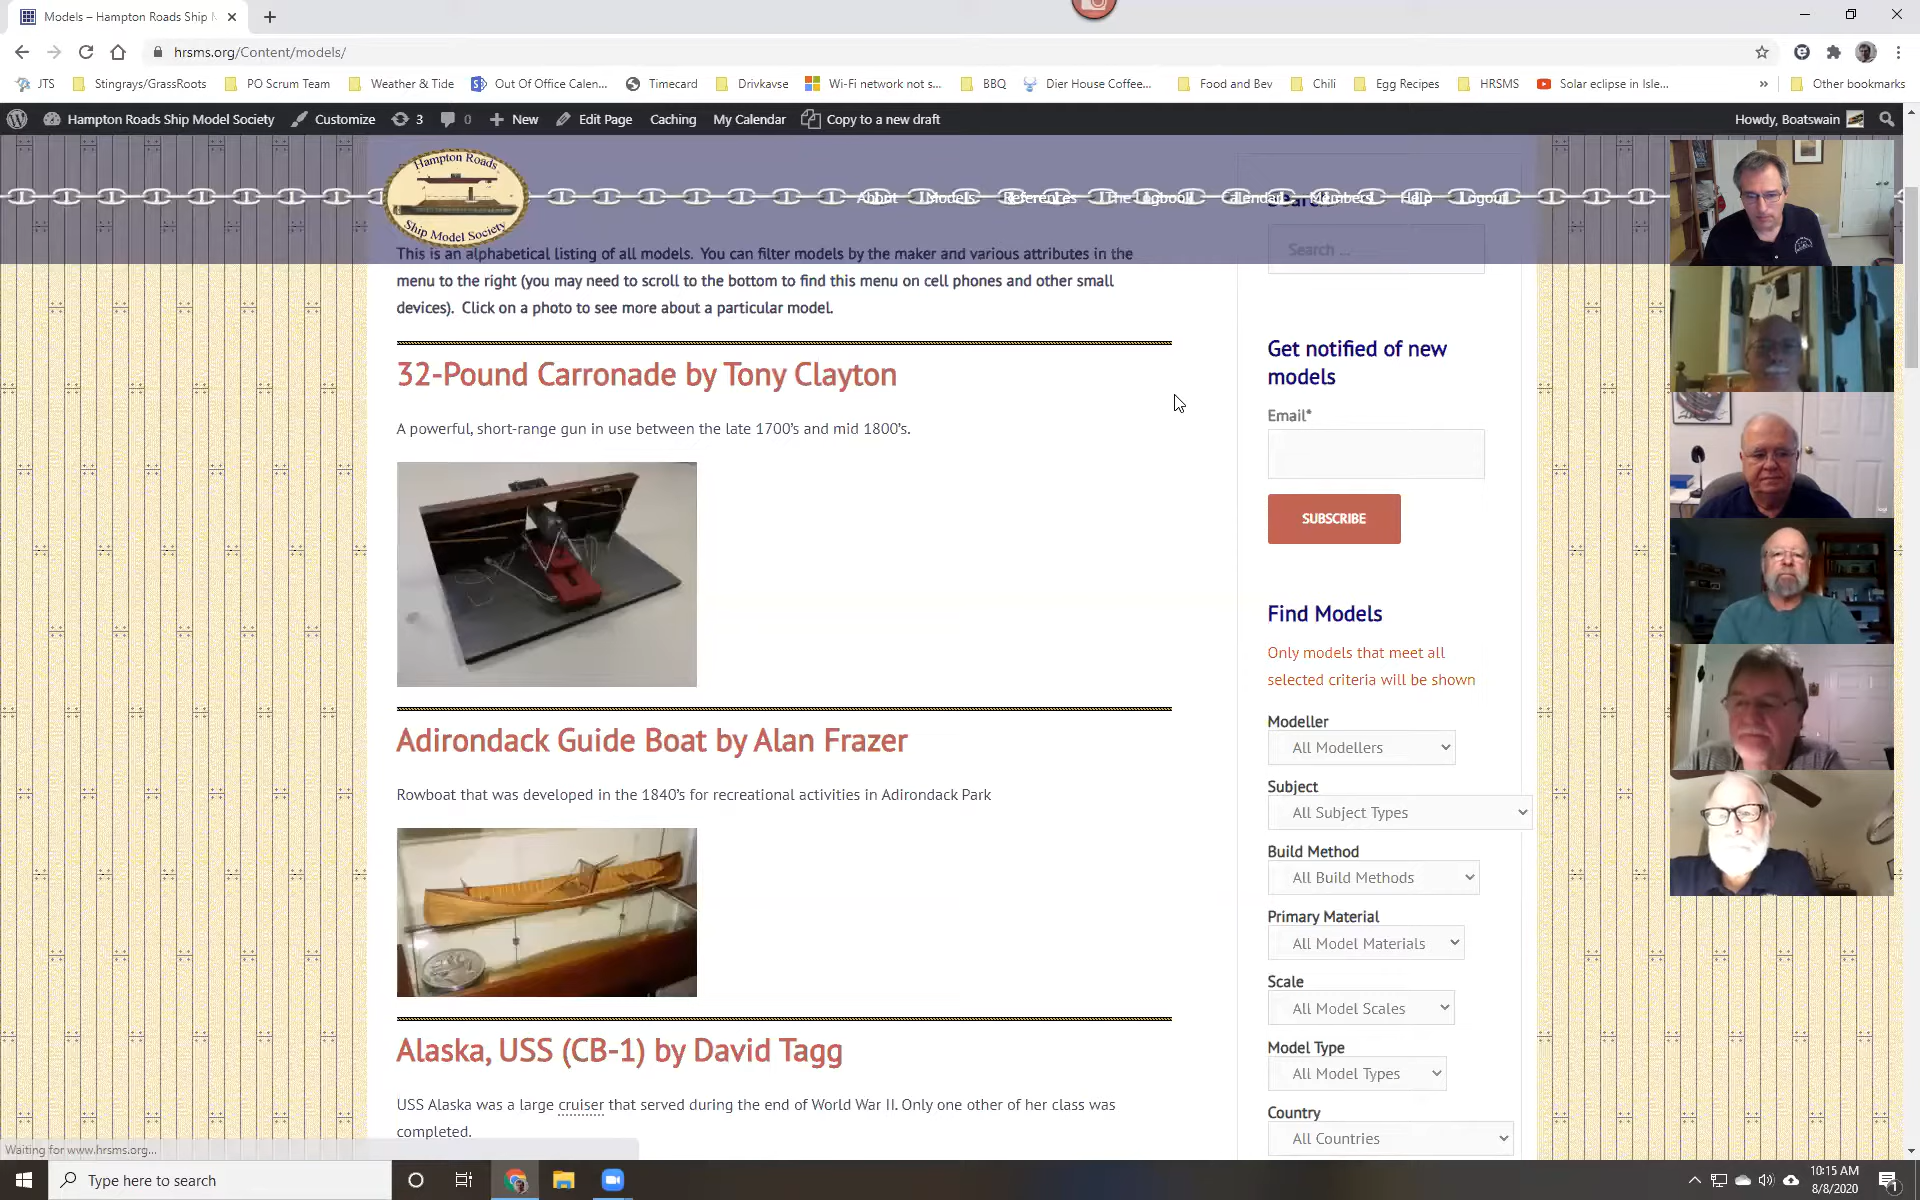 Models – Hampton Roads Ship M
hrsms.org/Content/models/
JTS
Stingrays/GrassRoots
PO Scrum Team
Weather & Tide
Out Of Office Calen...
Timecard
Drivkavse
Wi-Fi network not s...
BBQ
Dier House Coffee...
Food and Bev
Chili
Egg Recipes
HRSMS
Solar eclipse in Isle...
»
Other bookmarks
Hampton Roads Ship Model Society
Customize
3
0
New
Edit Page
Caching
My Calendar
Copy to a new draft
Howdy, Boatswain
Hampton Roads
Ship Model Society
About
Models
References
The Logbook
Calendar
Members
Help
Logout
Search
Search ...
This is an alphabetical listing of all models. You can filter models by the maker and various attributes in the
menu to the right (you may need to scroll to the bottom to find this menu on cell phones and other small
devices). Click on a photo to see more about a particular model.
32-Pound Carronade by Tony Clayton
A powerful, short-range gun in use between the late 1700's and mid 1800's.
Adirondack Guide Boat by Alan Frazer
Rowboat that was developed in the 1840's for recreational activities in Adirondack Park
Alaska, USS (CB-1) by David Tagg
USS Alaska was a large cruiser that served during the end of World War II. Only one other of her class was
completed.
Get notified of new
models
Email*
SUBSCRIBE
Find Models
Only models that meet all
selected criteria will be shown
Modeller
All Modellers
Subject
All Subject Types
Build Method
All Build Methods
Primary Material
All Model Materials
Scale
All Model Scales
Model Type
All Model Types
Country
All Countries
Waiting for www.hrsms.org...
Type here to search
10:15 AM
8/8/2020
1